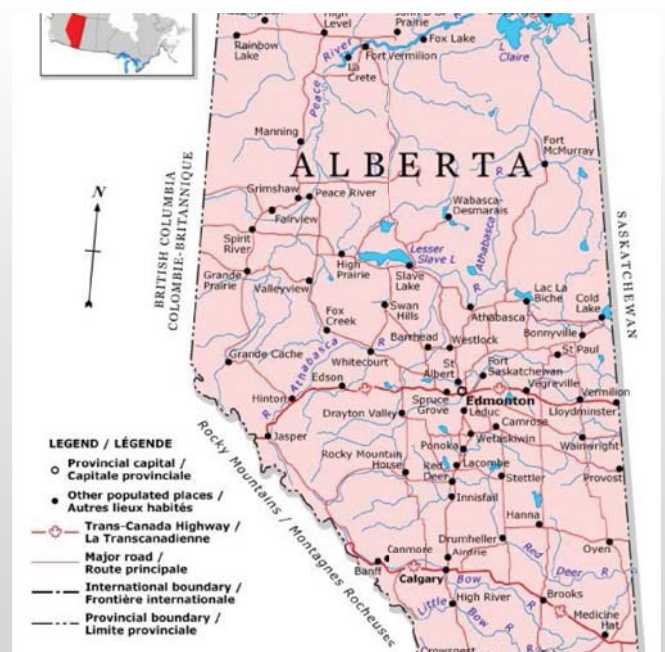 High
Level
Prairie
Rainbow
Lake
Fox Lake
River
Fort Vermilion
La
Crete
L
Claire
Peace
Manning
Fort
McMurray
ALBERTA
R
Grimshaw
Peace River
Wabasca-
Desmarais
Fairview
N
BRITISH COLUMBIA
COLOMBIE-BRITANNIQUE
SASKATCHEWAN
Spirit
River
Lesser
Slave L
Athabasca
R
High
Prairie
Slave
Lake
Grande
Prairie
Valleyview
Lac La
Biche
Cold
Lake
Swan
Hills
Athabasca
Fox
Creek
Bonnyville
Barrhead
Westlock
St Paul
Athabasca
R
R
Grande Cache
Whitecourt
St
Albert
Fort
Saskatchewan
Vegreville
Edson
Vermilion
Hinton
Spruce
Grove
Edmonton
Leduc
Lloydminster
Drayton Valley
Camrose
Wetaskiwin
Jasper
Ponoka
Wainwright
Rocky Mountain
House
Red
Deer
Lacombe
Stettler
Provost
Innisfail
Hanna
Rocky Mountains / Montagnes Rocheuses
Drumheller
Canmore
Airdrie
Red
Deer
R
Oyen
Banff
Calgary
Bow
Little
Bow
R
R
High River
Brooks
Medicine
Hat
Crowsnest
LEGEND / LÉGENDE
Provincial capital /
Capitale provinciale
Other populated places /
Autres lieux habités
Trans-Canada Highway /
La Transcanadienne
Major road /
Route principale
International boundary /
Frontière internationale
Provincial boundary /
Limite provinciale